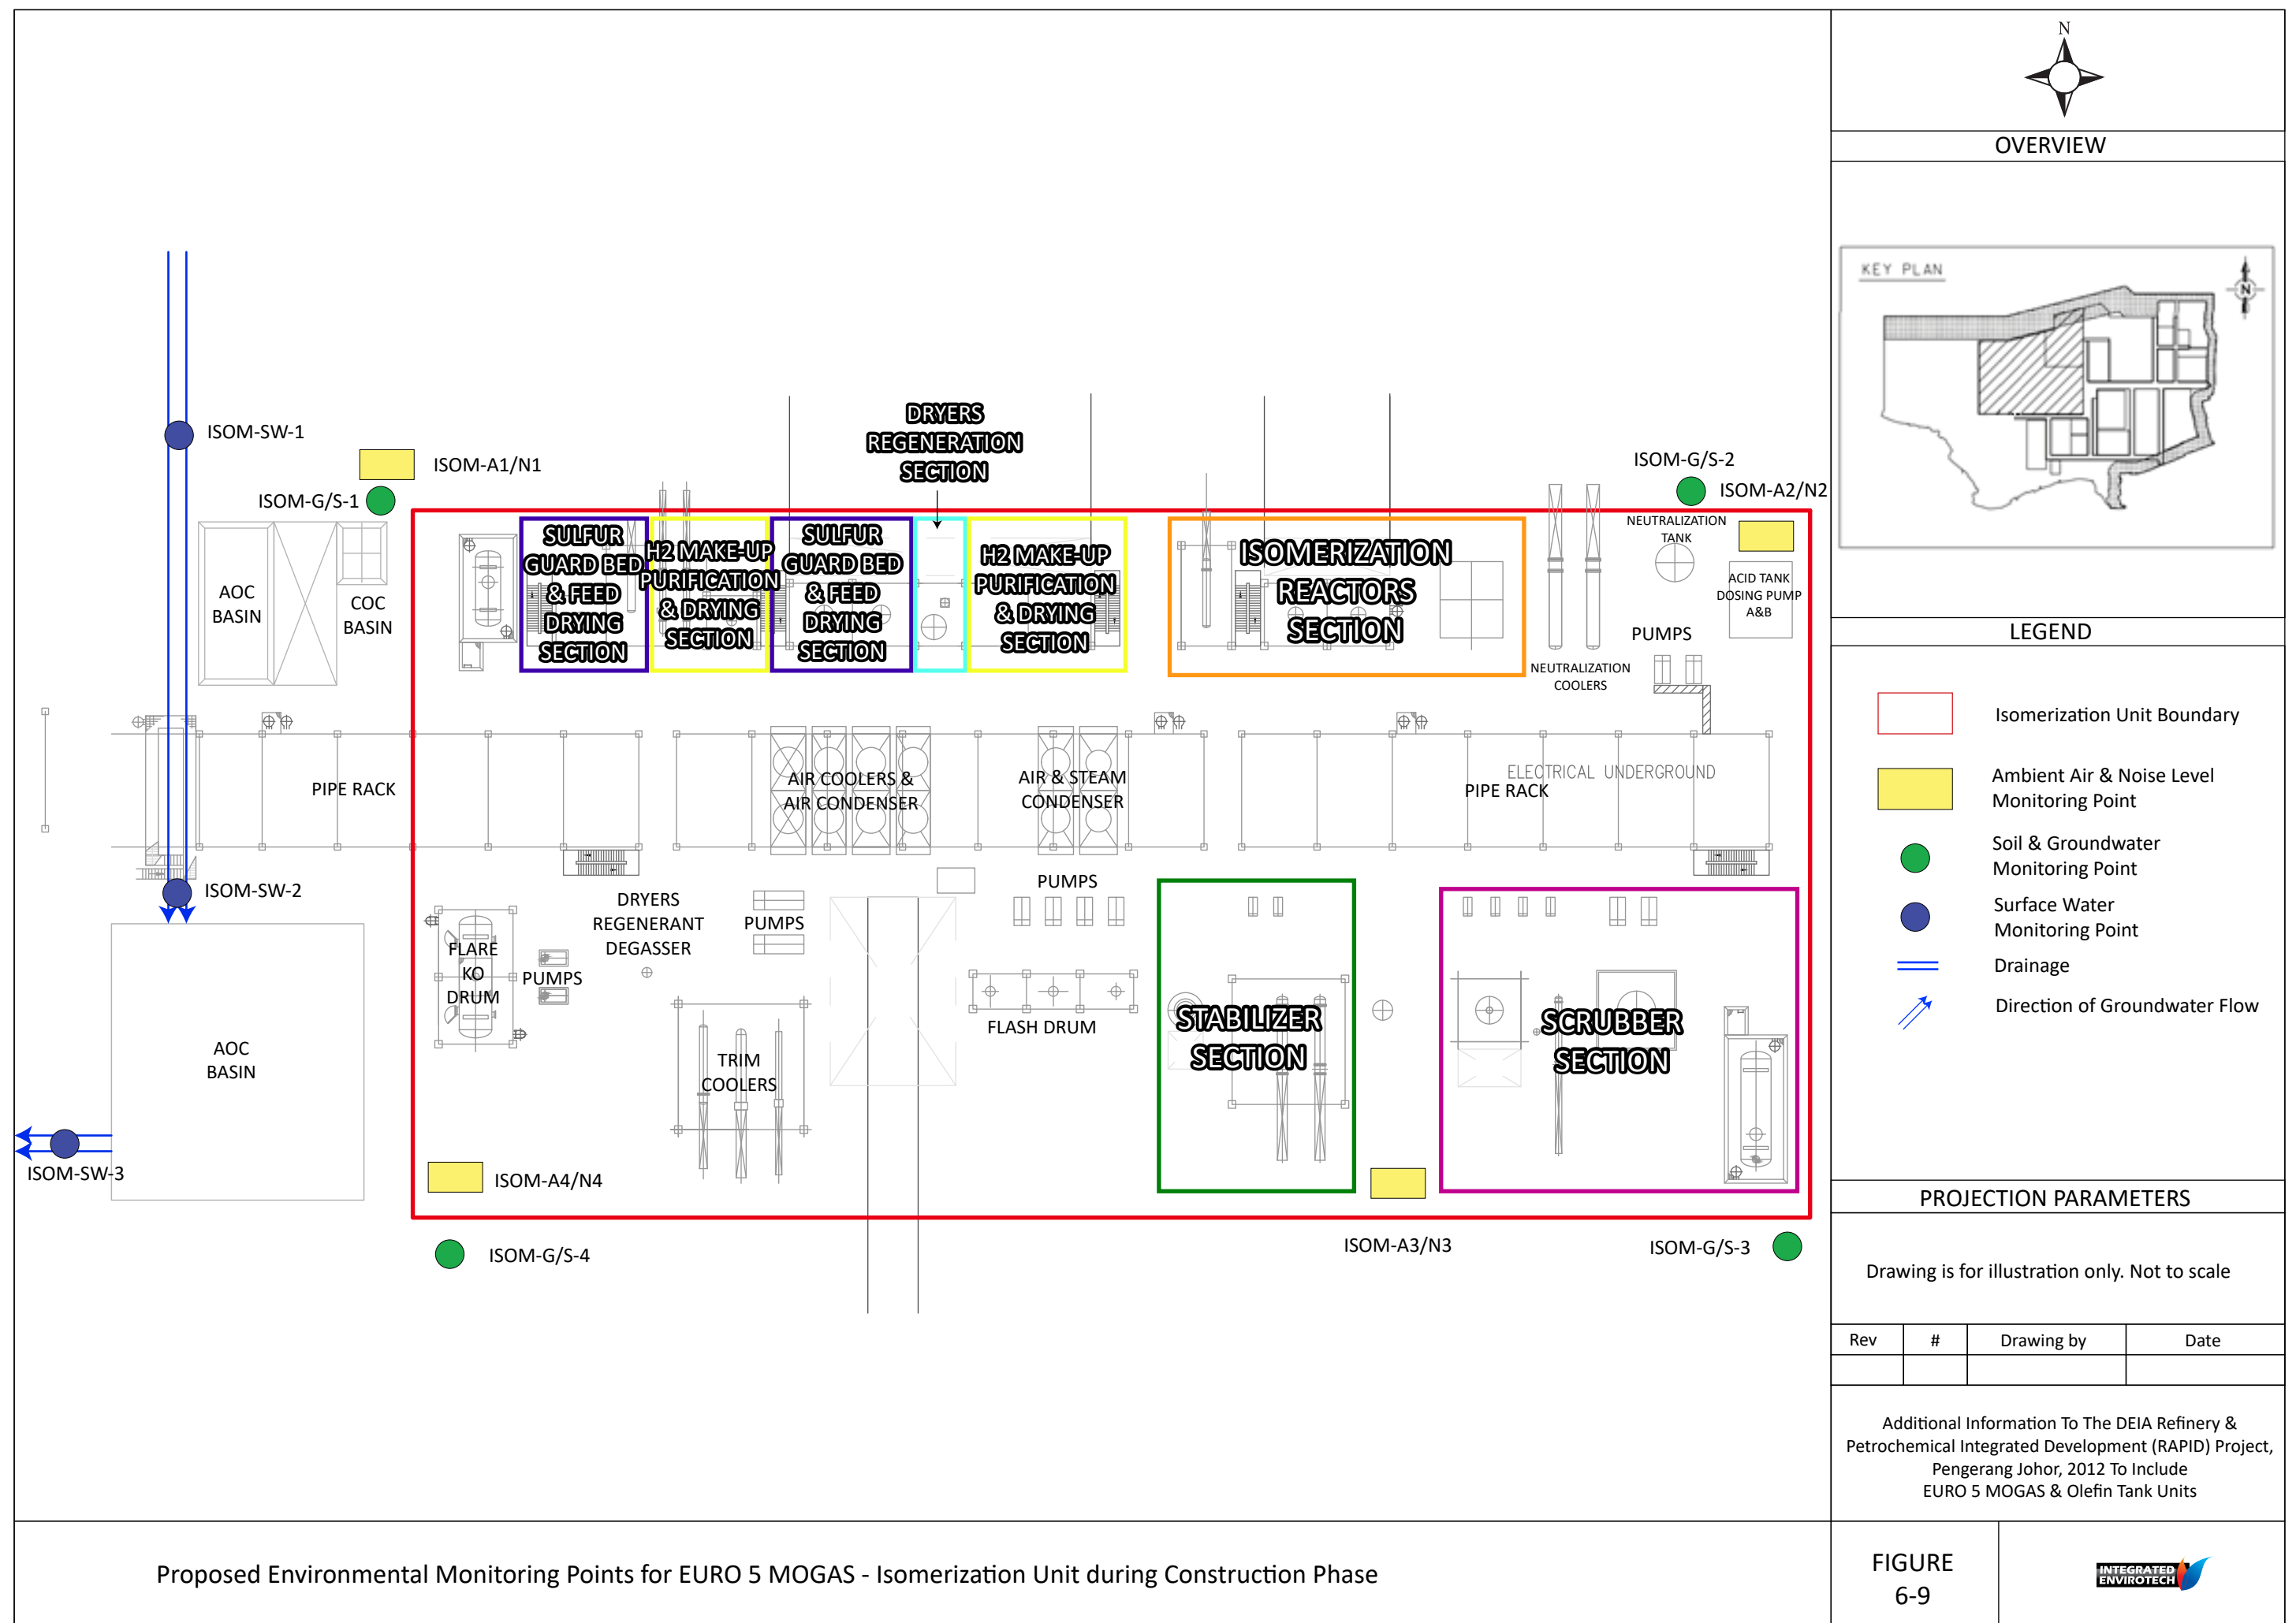 N
OVERVIEW
KEY PLAN
N
LEGEND
Isomerization Unit Boundary
Ambient Air & Noise Level
Monitoring Point
Soil & Groundwater
Monitoring Point
Surface Water
Monitoring Point
Drainage
Direction of Groundwater Flow
PROJECTION PARAMETERS
Drawing is for illustration only. Not to scale
Rev # Drawing by Date
Additional Information To The DEIA Refinery &
Petrochemical Integrated Development (RAPID) Project,
Pengerang Johor, 2012 To Include
EURO 5 MOGAS & Olefin Tank Units
FIGURE
6-9
INTEGRATED
ENVIROTECH
DRYERS
REGENERATION
SECTION
ISOM-SW-1
ISOM-A1/N1
ISOM-G/S-1
ISOM-G/S-2
ISOM-A2/N2
AOC
BASIN
COC
BASIN
SULFUR
GUARD BED
& FEED
DRYING
SECTION
H2 MAKE-UP
PURIFICATION
& DRYING
SECTION
SULFUR
GUARD BED
& FEED
DRYING
SECTION
H2 MAKE-UP
PURIFICATION
& DRYING
SECTION
ISOMERIZATION
REACTORS
SECTION
NEUTRALIZATION
TANK
ACID TANK
DOSING PUMP
A&B
PUMPS
NEUTRALIZATION
COOLERS
PIPE RACK
AIR COOLERS &
AIR CONDENSER
AIR & STEAM
CONDENSER
ELECTRICAL UNDERGROUND
PIPE RACK
ISOM-SW-2
DRYERS
REGENERANT
DEGASSER
PUMPS
PUMPS
FLARE
KO
DRUM
PUMPS
FLASH DRUM
STABILIZER
SECTION
SCRUBBER
SECTION
AOC
BASIN
TRIM
COOLERS
ISOM-SW-3
ISOM-A4/N4
ISOM-G/S-4
ISOM-A3/N3
ISOM-G/S-3
Proposed Environmental Monitoring Points for EURO 5 MOGAS - Isomerization Unit during Construction Phase